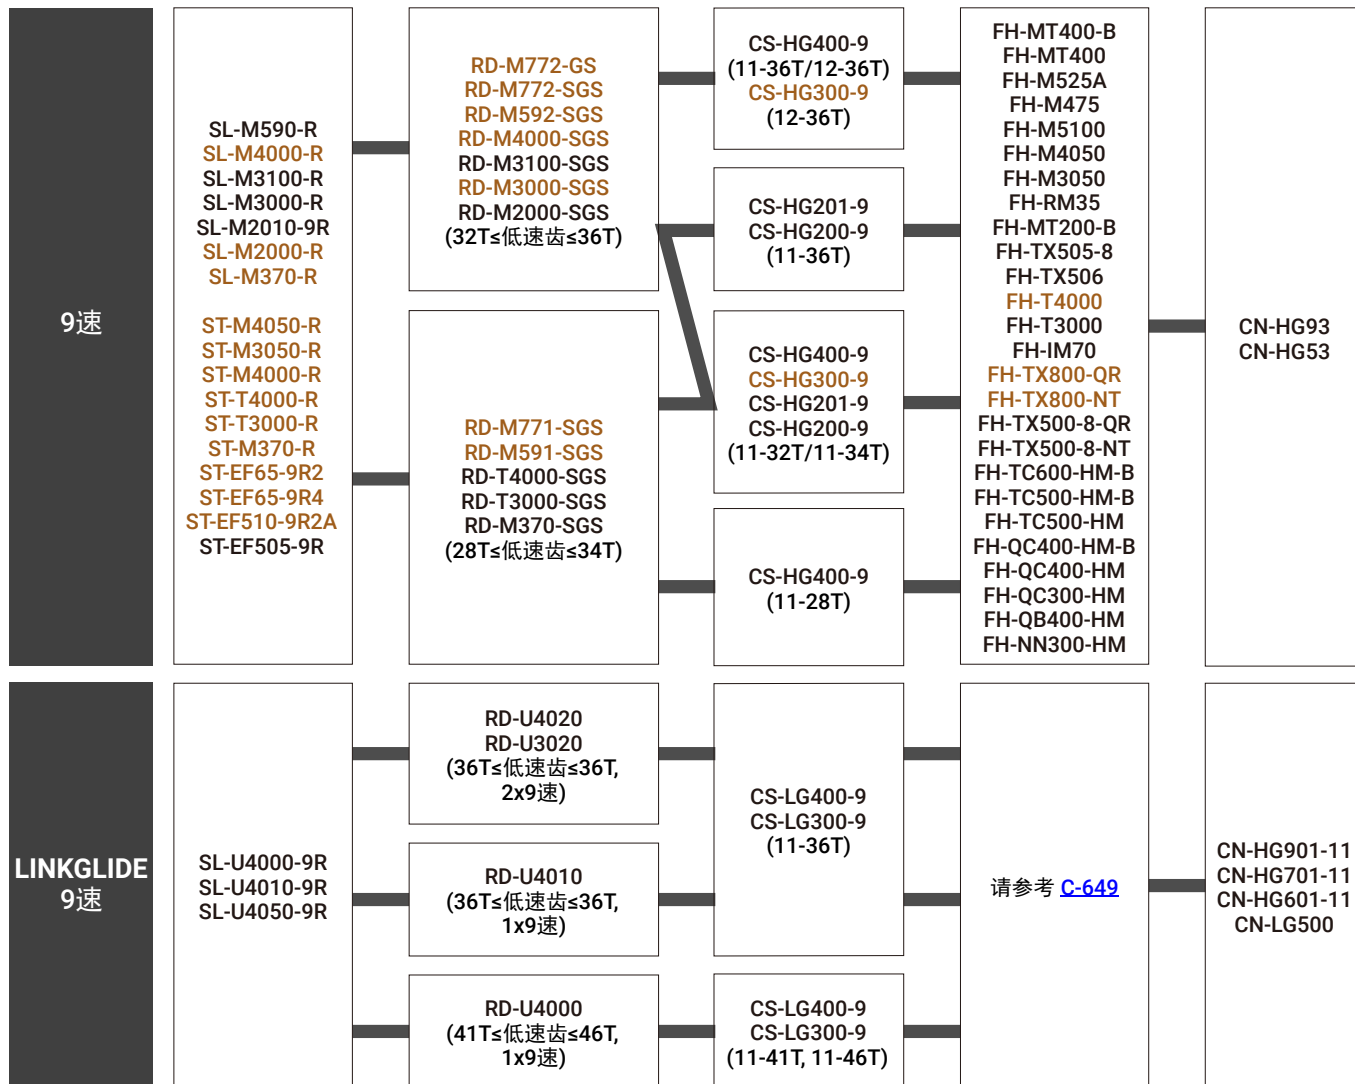 9速
SL-M590-R
SL-M4000-R
SL-M3100-R
SL-M3000-R
SL-M2010-9R
SL-M2000-R
SL-M370-R
ST-M4050-R
ST-M3050-R
ST-M4000-R
ST-T4000-R
ST-T3000-R
ST-M370-R
ST-EF65-9R2
ST-EF65-9R4
ST-EF510-9R2A
ST-EF505-9R
RD-M772-GS
RD-M772-SGS
RD-M592-SGS
RD-M4000-SGS
RD-M3100-SGS
RD-M3000-SGS
RD-M2000-SGS
(32T≤低速齿≤36T)
RD-M771-SGS
RD-M591-SGS
RD-T4000-SGS
RD-T3000-SGS
RD-M370-SGS
(28T≤低速齿≤34T)
CS-HG400-9
(11-36T/12-36T)
CS-HG300-9
(12-36T)
CS-HG201-9
CS-HG200-9
(11-36T)
CS-HG400-9
CS-HG300-9
CS-HG201-9
CS-HG200-9
(11-32T/11-34T)
CS-HG400-9
(11-28T)
FH-MT400-B
FH-MT400
FH-M525A
FH-M475
FH-M5100
FH-M4050
FH-M3050
FH-RM35
FH-MT200-B
FH-TX505-8
FH-TX506
FH-T4000
FH-T3000
FH-IM70
FH-TX800-QR
FH-TX800-NT
FH-TX500-8-QR
FH-TX500-8-NT
FH-TC600-HM-B
FH-TC500-HM-B
FH-TC500-HM
FH-QC400-HM-B
FH-QC400-HM
FH-QC300-HM
FH-QB400-HM
FH-NN300-HM
CN-HG93
CN-HG53
LINKGLIDE
9速
SL-U4000-9R
SL-U4010-9R
SL-U4050-9R
RD-U4020
RD-U3020
(36T≤低速齿≤36T,
2x9速)
RD-U4010
(36T≤低速齿≤36T,
1x9速)
RD-U4000
(41T≤低速齿≤46T,
1x9速)
CS-LG400-9
CS-LG300-9
(11-36T)
CS-LG400-9
CS-LG300-9
(11-41T, 11-46T)
请参考 C-649
CN-HG901-11
CN-HG701-11
CN-HG601-11
CN-LG500